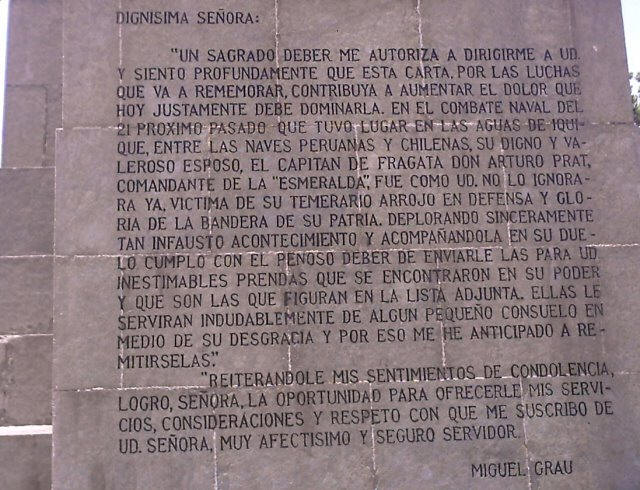 DIGNISIMA SEÑORA:
"UN SAGRADO DEBER ME AUTORIZA A DIRIGIRME A UD.
Y SIENTO PROFUNDAMENTE QUE ESTA CARTA, POR LAS LUCHAS
QUE VA A REMEMORAR, CONTRIBUYA A AUMENTAR EL DOLOR QUE
HOY JUSTAMENTE DEBE DOMINARLA. EN EL COMBATE NAVAL DEL
21 PROXIMO PASADO QUE TUVO LUGAR EN LAS AGUAS DE IQUI-
QUE, ENTRE LAS NAVES PERUANAS Y CHILENAS, SU DIGNO Y VA-
LEROSO ESPOSO, EL CAPITAN DE FRAGATA DON ARTURO PRAT,
COMANDANTE DE LA "ESMERALDA", FUE COMO UD. NO LO IGNORA-
RA YA, VICTIMA DE SU TEMERARIO ARROJO EN DEFENSA Y GLO-
RIA DE LA BANDERA DE SU PATRIA. DEPLORANDO SINCERAMENTE
TAN INFAUSTO ACONTECIMIENTO Y ACOMPAÑANDOLA EN SU DUE-
LO CUMPLO CON EL PENOSO DEBER DE ENVIARLE LAS PARA UD.
INESTIMABLES PRENDAS QUE SE ENCONTRARON EN SU PODER
Y QUE SON LAS QUE FIGURAN EN LA LISTA ADJUNTA. ELLAS LE
SERVIRAN INDUDABLEMENTE DE ALGUN PEQUEÑO CONSUELO EN
MEDIO DE SU DESGRACIA Y POR ESO ME HE ANTICIPADO A RE-
MITIRSELAS".
"REITERANDOLE MIS SENTIMIENTOS DE CONDOLENCIA,
LOGRO, SEÑORA, LA OPORTUNIDAD PARA OFRECERLE MIS SERVI-
CIOS, CONSIDERACIONES Y RESPETO CON QUE ME SUSCRIBO DE
UD. SEÑORA, MUY AFECTISIMO Y SEGURO SERVIDOR.
MIGUEL GRAU